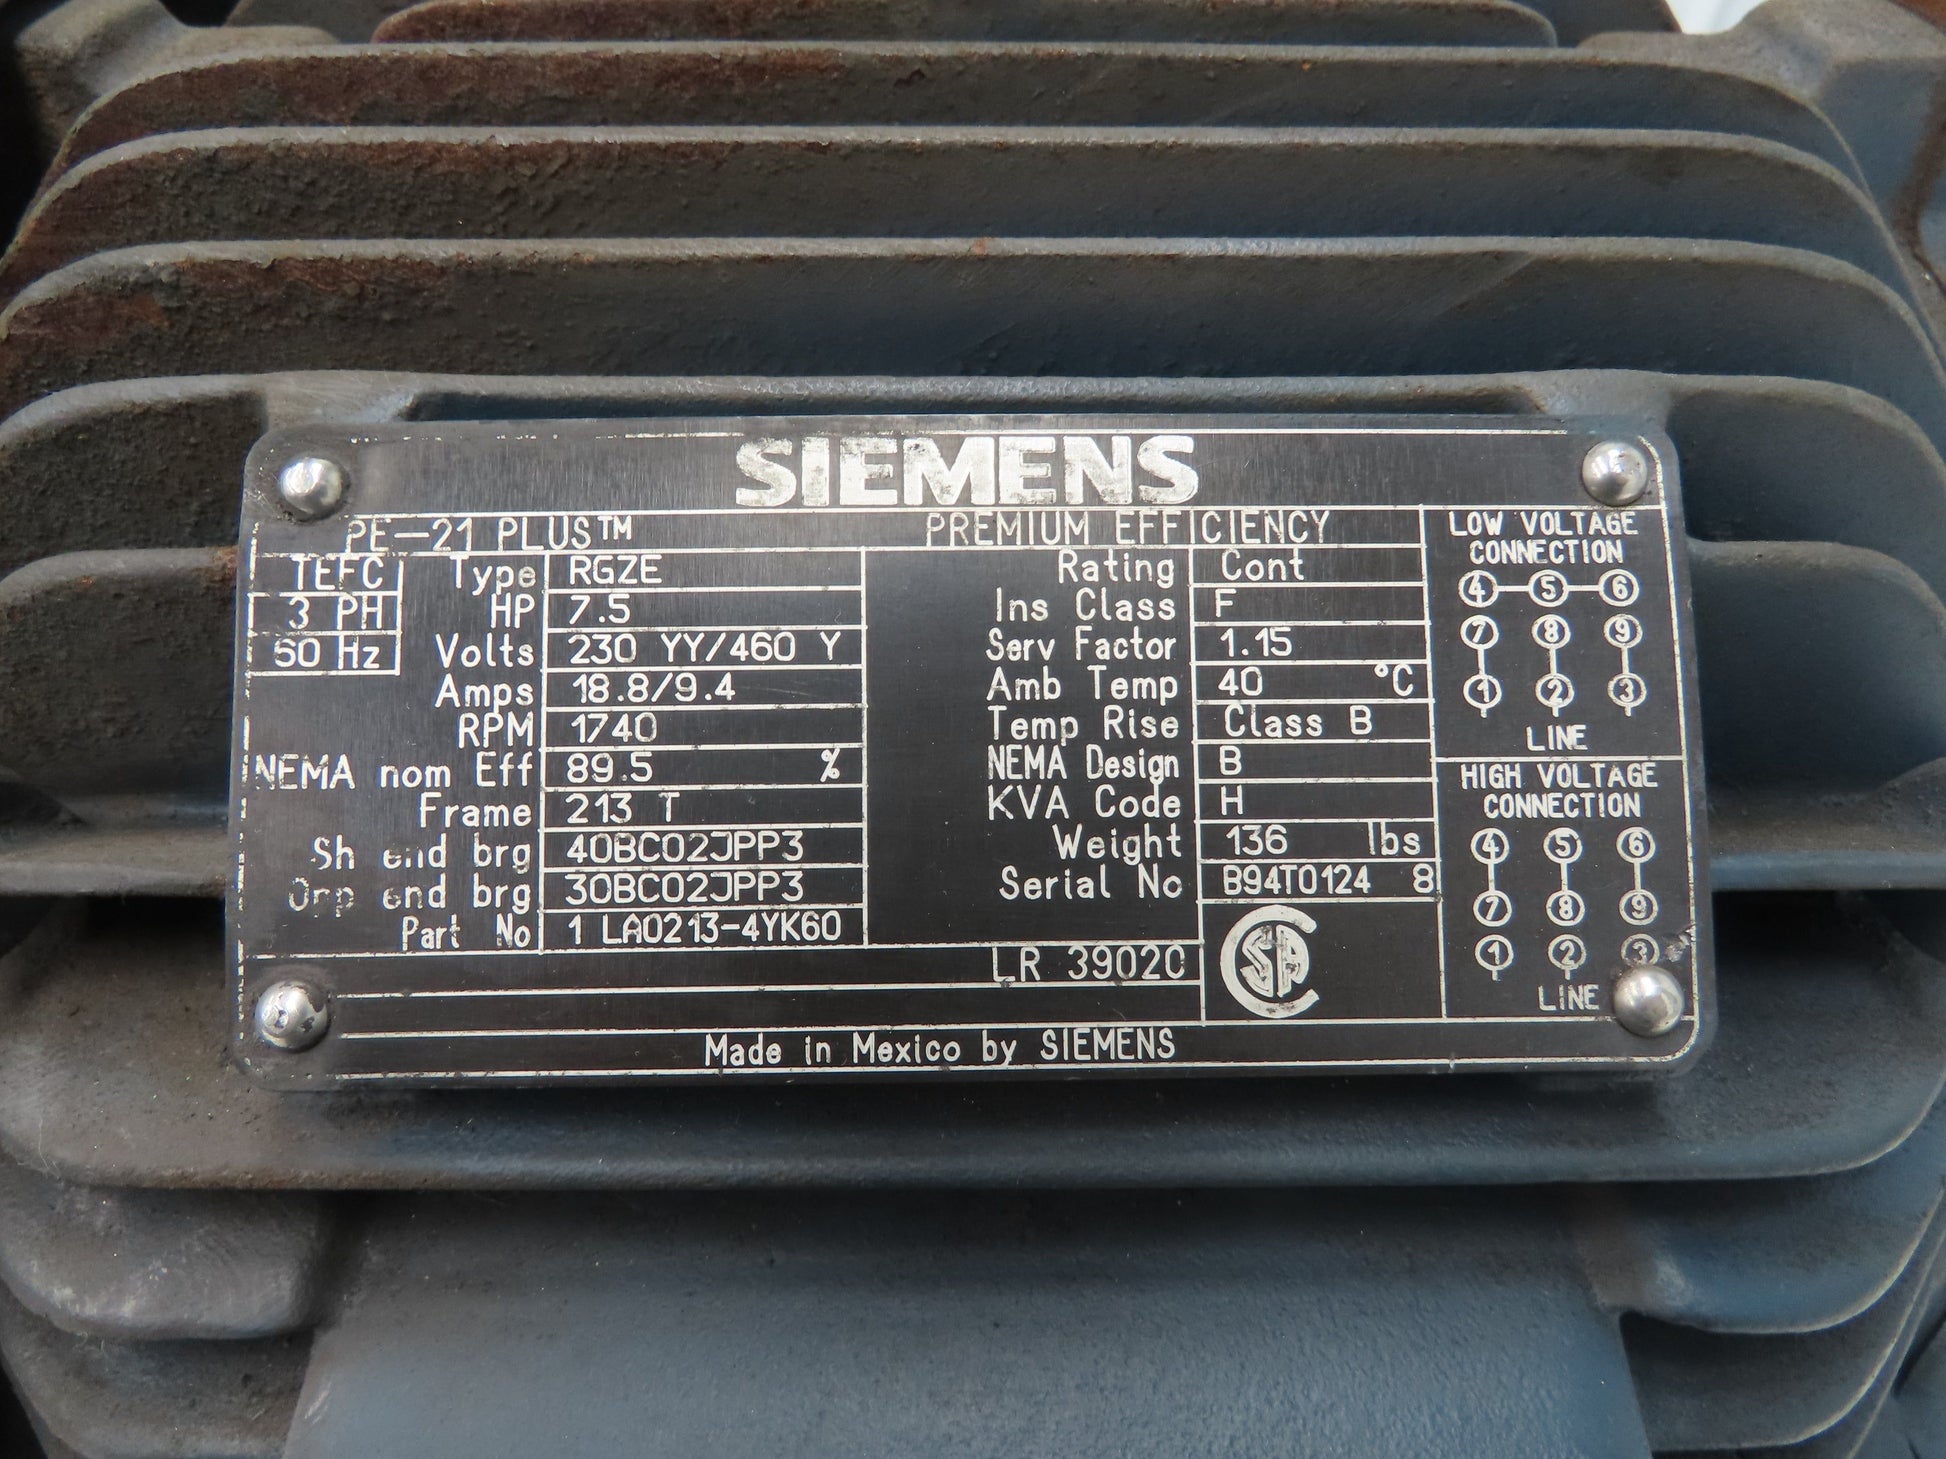 SIEMENS
PE-21 PLUS™ PREMIUM EFFICIENCY
TEFC Type RGZE
3 PH HP 7.5
60 Hz Volts 230 YY/460 Y
Amps 18.8/9.4
RPM 1740
NEMA nom Eff 89.5 %
Frame 213 T
Sh end brg 40BC02JPP3
Opp end brg 30BC02JPP3
Part No 1 LA0213-4YK60
Rating Cont
Ins Class F
Serv Factor 1.15
Amb Temp 40 °C
Temp Rise Class B
NEMA Design B
KVA Code H
Weight 136 lbs
Serial No B94T0124 8
LR 39020
CSA
Made in Mexico by SIEMENS
LOW VOLTAGE
CONNECTION
4 5 6
7 8 9
1 2 3
LINE
HIGH VOLTAGE
CONNECTION
4 5 6
7 8 9
1 2 3
LINE